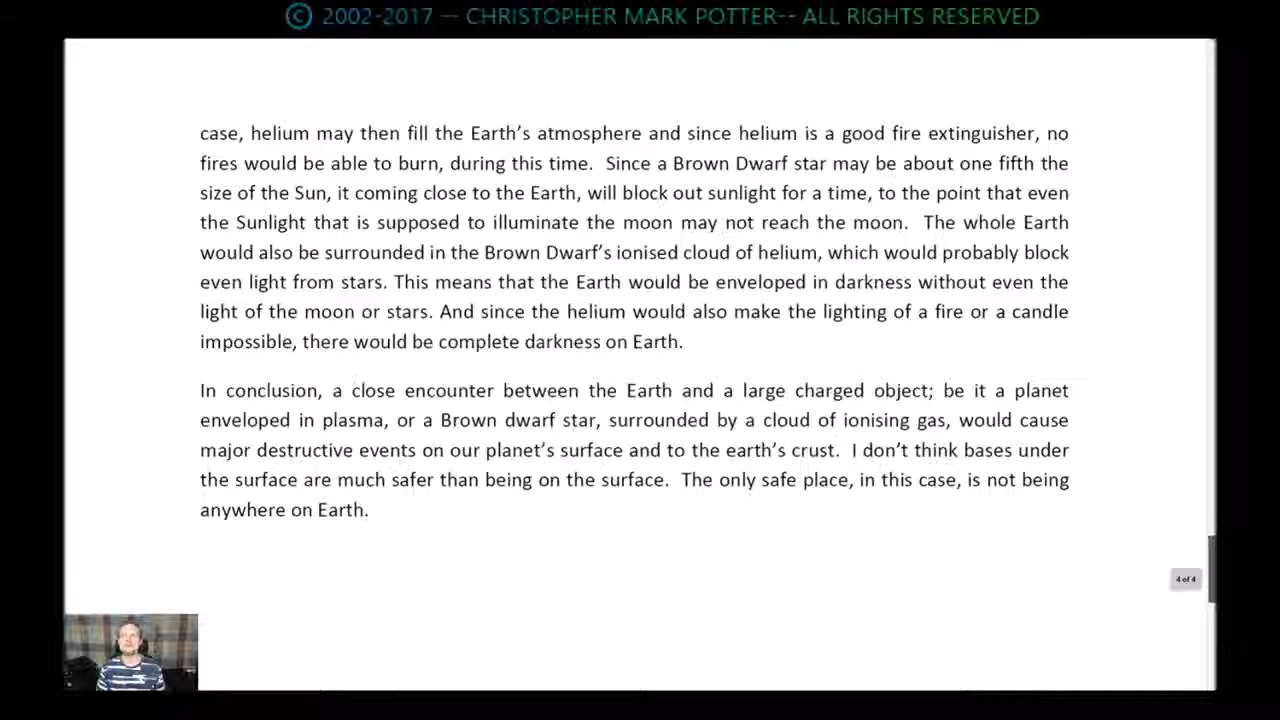 © 2002-2017 — CHRISTOPHER MARK POTTER-- ALL RIGHTS RESERVED
case, helium may then fill the Earth’s atmosphere and since helium is a good fire extinguisher, no
fires would be able to burn, during this time.  Since a Brown Dwarf star may be about one fifth the
size of the Sun, it coming close to the Earth, will block out sunlight for a time, to the point that even
the Sunlight that is supposed to illuminate the moon may not reach the moon.  The whole Earth
would also be surrounded in the Brown Dwarf’s ionised cloud of helium, which would probably block
even light from stars. This means that the Earth would be enveloped in darkness without even the
light of the moon or stars. And since the helium would also make the lighting of a fire or a candle
impossible, there would be complete darkness on Earth.
In conclusion, a close encounter between the Earth and a large charged object; be it a planet
enveloped in plasma, or a Brown dwarf star, surrounded by a cloud of ionising gas, would cause
major destructive events on our planet’s surface and to the earth’s crust.  I don’t think bases under
the surface are much safer than being on the surface.  The only safe place, in this case, is not being
anywhere on Earth.
4 of 4